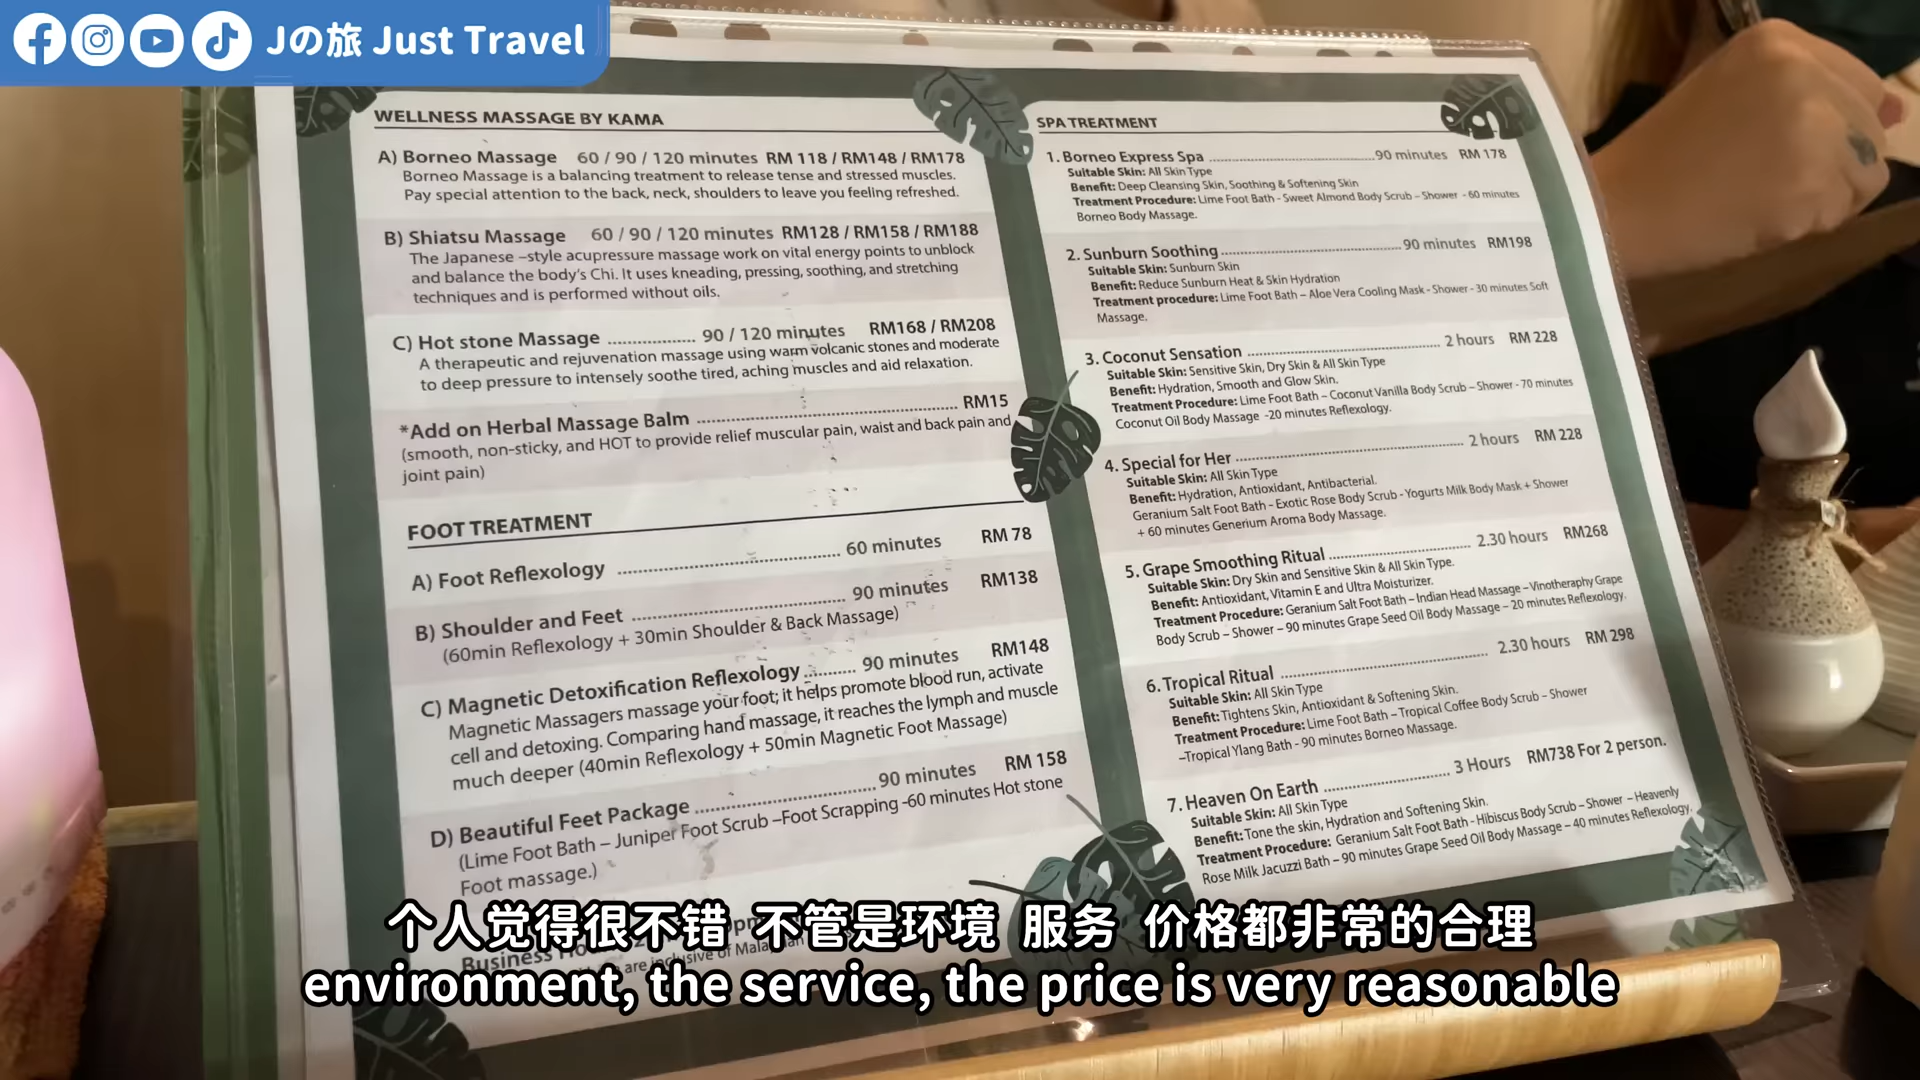 Jの旅 Just Travel
WELLNESS MASSAGE BY KAMA
A) Borneo Massage 60 / 90 / 120 minutes RM 118 / RM148 / RM178
Borneo Massage is a balancing treatment to release tense and stressed muscles.
Pay special attention to the back, neck, shoulders to leave you feeling refreshed.
B) Shiatsu Massage 60 / 90 / 120 minutes RM128 / RM158 / RM188
The Japanese –style acupressure massage work on vital energy points to unblock
and balance the body's Chi. It uses kneading, pressing, soothing, and stretching
techniques and is performed without oils.
C) Hot stone Massage ................. 90 / 120 minutes RM168 / RM208
A therapeutic and rejuvenation massage using warm volcanic stones and moderate
to deep pressure to intensely soothe tired, aching muscles and aid relaxation.
*Add on Herbal Massage Balm ........................................ RM15
(smooth, non-sticky, and HOT to provide relief muscular pain, waist and back pain and
joint pain)
FOOT TREATMENT
A) Foot Reflexology ........................................ 60 minutes RM 78
B) Shoulder and Feet ........................................ 90 minutes RM138
(60min Reflexology + 30min Shoulder & Back Massage)
C) Magnetic Detoxification Reflexology .......... 90 minutes RM148
Magnetic Massagers massage your foot; it helps promote blood run, activate
cell and detoxing. Comparing hand massage, it reaches the lymph and muscle
much deeper (40min Reflexology + 50min Magnetic Foot Massage)
D) Beautiful Feet Package .................................. 90 minutes RM 158
(Lime Foot Bath – Juniper Foot Scrub –Foot Scrapping -60 minutes Hot stone
Foot massage.)
Business
are inclusive of
SPA TREATMENT
1. Borneo Express Spa ........................................ 90 minutes RM 178
Suitable Skin: All Skin Type
Benefit: Deep Cleansing Skin, Soothing & Softening Skin
Treatment Procedure: Lime Foot Bath - Sweet Almond Body Scrub – Shower - 60 minutes
Borneo Body Massage.
2. Sunburn Soothing ........................................ 90 minutes RM198
Suitable Skin: Sunburn Skin
Benefit: Reduce Sunburn Heat & Skin Hydration
Treatment procedure: Lime Foot Bath – Aloe Vera Cooling Mask - Shower - 30 minutes Soft
Massage.
3. Coconut Sensation ........................................ 2 hours RM 228
Suitable Skin: Sensitive Skin, Dry Skin & All Skin Type
Benefit: Hydration, Smooth and Glow Skin.
Treatment Procedure: Lime Foot Bath – Coconut Vanilla Body Scrub – Shower - 70 minutes
Coconut Oil Body Massage -20 minutes Reflexology.
4. Special for Her ........................................ 2 hours RM 228
Suitable Skin: All Skin Type
Benefit: Hydration, Antioxidant, Antibacterial.
Geranium Salt Foot Bath - Exotic Rose Body Scrub - Yogurts Milk Body Mask + Shower
+ 60 minutes Generium Aroma Body Massage.
5. Grape Smoothing Ritual .............................. 2.30 hours RM268
Suitable Skin: Dry Skin and Sensitive Skin & All Skin Type.
Benefit: Antioxidant, Vitamin E and Ultra Moisturizer.
Treatment Procedure: Geranium Salt Foot Bath – Indian Head Massage – Vinotheraphy Grape
Body Scrub – Shower – 90 minutes Grape Seed Oil Body Massage – 20 minutes Reflexology.
6. Tropical Ritual ........................................ 2.30 hours RM 298
Suitable Skin: All Skin Type
Benefit: Tightens Skin, Antioxidant & Softening Skin.
Treatment Procedure: Lime Foot Bath – Tropical Coffee Body Scrub – Shower
–Tropical Ylang Bath - 90 minutes Borneo Massage.
7. Heaven On Earth .............................. 3 Hours RM738 For 2 person.
Suitable Skin: All Skin Type
Benefit: Tone the skin, Hydration and Softening Skin.
Treatment Procedure: Geranium Salt Foot Bath - Hibiscus Body Scrub – Shower – Heavenly
Rose Milk Jacuzzi Bath – 90 minutes Grape Seed Oil Body Massage – 40 minutes Reflexology.
个人觉得很不错 不管是环境 服务 价格都非常的合理
environment, the service, the price is very reasonable